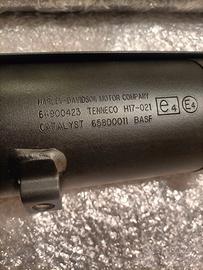 HARLEY-DAVIDSON MOTOR COMPANY
64900423 TENNECO H17-021 e4 E4
CATALYST 65800011 BASF